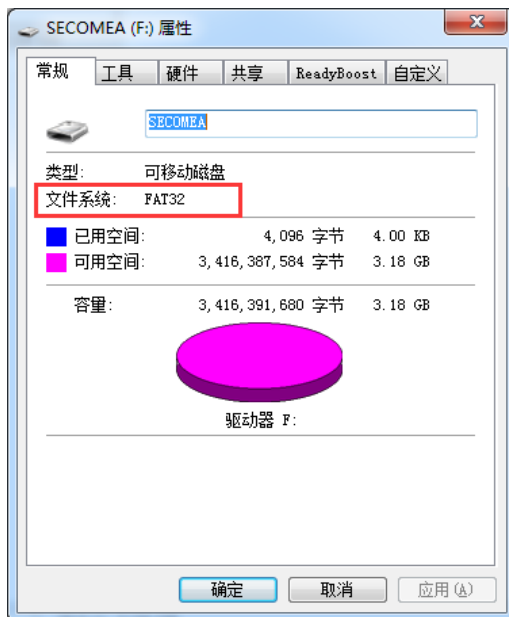 SECOMEA (F:) 属性
常规 工具 硬件 共享 ReadyBoost 自定义
SECOMEA
类型: 可移动磁盘
文件系统: FAT32
已用空间: 4,096 字节 4.00 KB
可用空间: 3,416,387,584 字节 3.18 GB
容量: 3,416,391,680 字节 3.18 GB
驱动器 F:
确定 取消 应用(A)